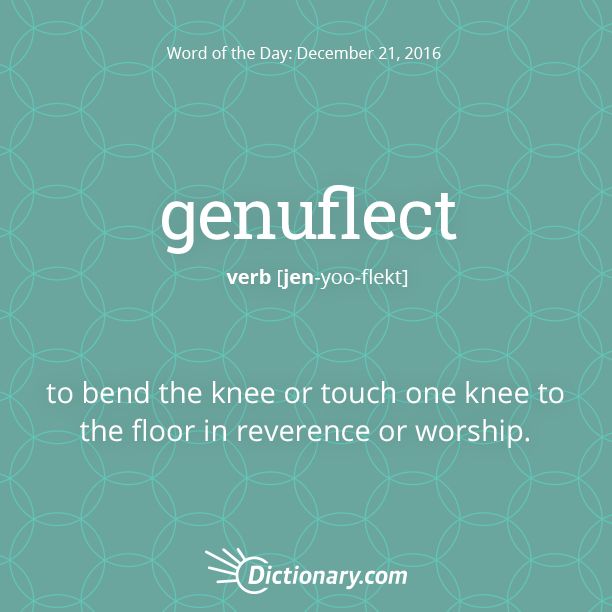 Word of the Day: December 21, 2016
genuflect
verb [jen-yoo-flekt]
to bend the knee or touch one knee to
the floor in reverence or worship.
Dictionary.com